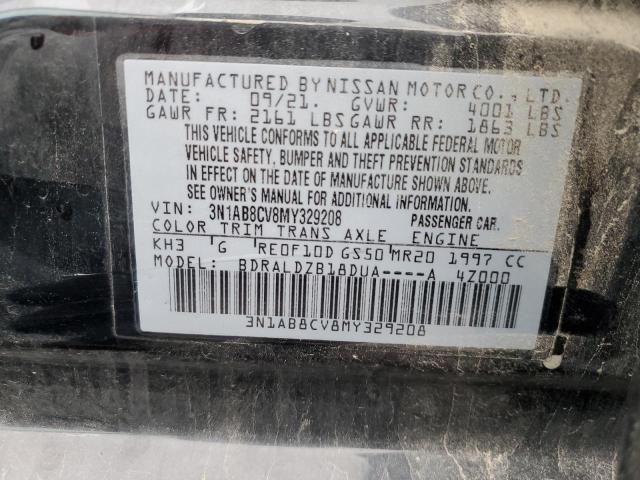 MANUFACTURED BY NISSAN MOTOR CO., LTD.
DATE: 09/21. GVWR: 4001 LBS
GAWR FR: 2161 LBS GAWR RR: 1863 LBS
THIS VEHICLE CONFORMS TO ALL APPLICABLE FEDERAL MOTOR
VEHICLE SAFETY, BUMPER AND THEFT PREVENTION STANDARDS
IN EFFECT ON THE DATE OF MANUFACTURE SHOWN ABOVE.
SEE OWNER'S MANUAL FOR ADDITIONAL INFORMATION.
VIN: 3N1AB8CV8MY329208 PASSENGER CAR.
COLOR TRIM TRANS AXLE ENGINE
KH3 'G RE0F10D GS50 MR20 1997 CC
MODEL: BDRALDZB18DUA----A 4Z000
3N1AB8CV8MY329208